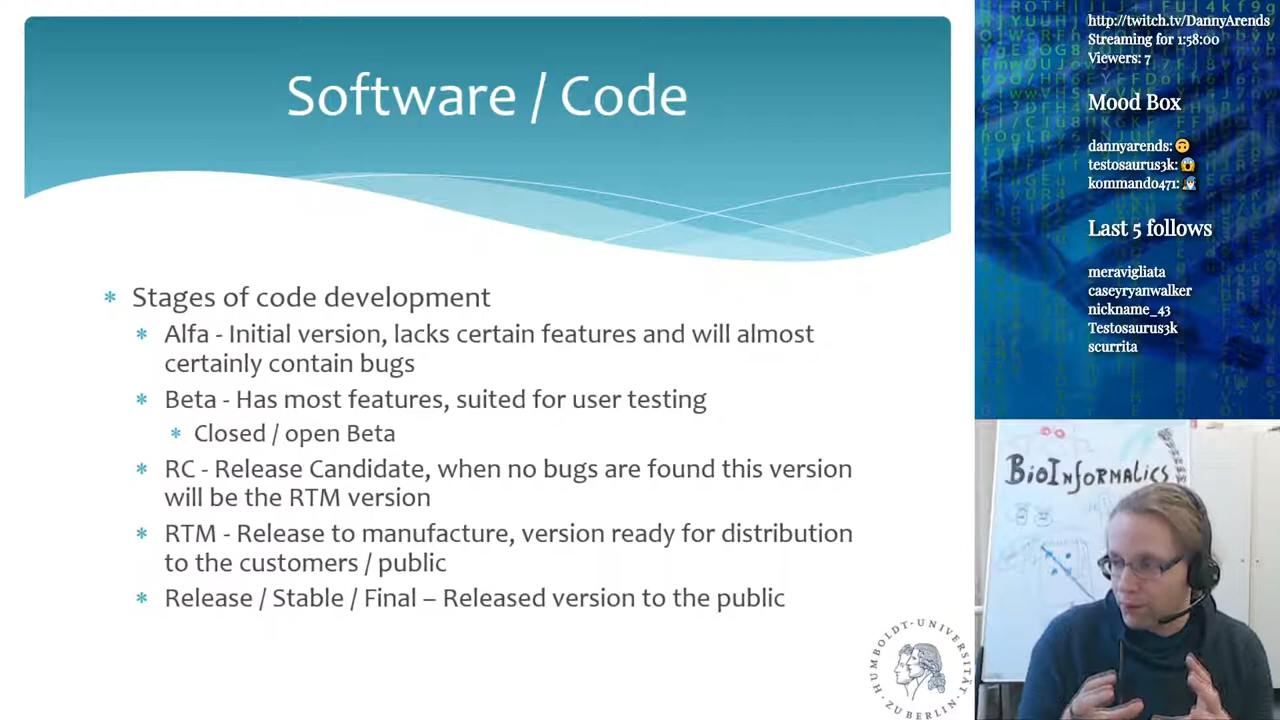 Software / Code
* Stages of code development
* Alfa - Initial version, lacks certain features and will almost
certainly contain bugs
* Beta - Has most features, suited for user testing
* Closed / open Beta
* RC - Release Candidate, when no bugs are found this version
will be the RTM version
* RTM - Release to manufacture, version ready for distribution
to the customers / public
* Release / Stable / Final – Released version to the public
HUMBOLDT-UNIVERSITÄT
ZU BERLIN
http://twitch.tv/DannyArends
Streaming for 1:58:00
Viewers: 7
Mood Box
dannyarends: 🙃
testosaurus3k: 😱
kommando471:
Last 5 follows
meravigliata
caseyryanwalker
nickname_43
Testosaurus3k
scurrita
BioInformatics